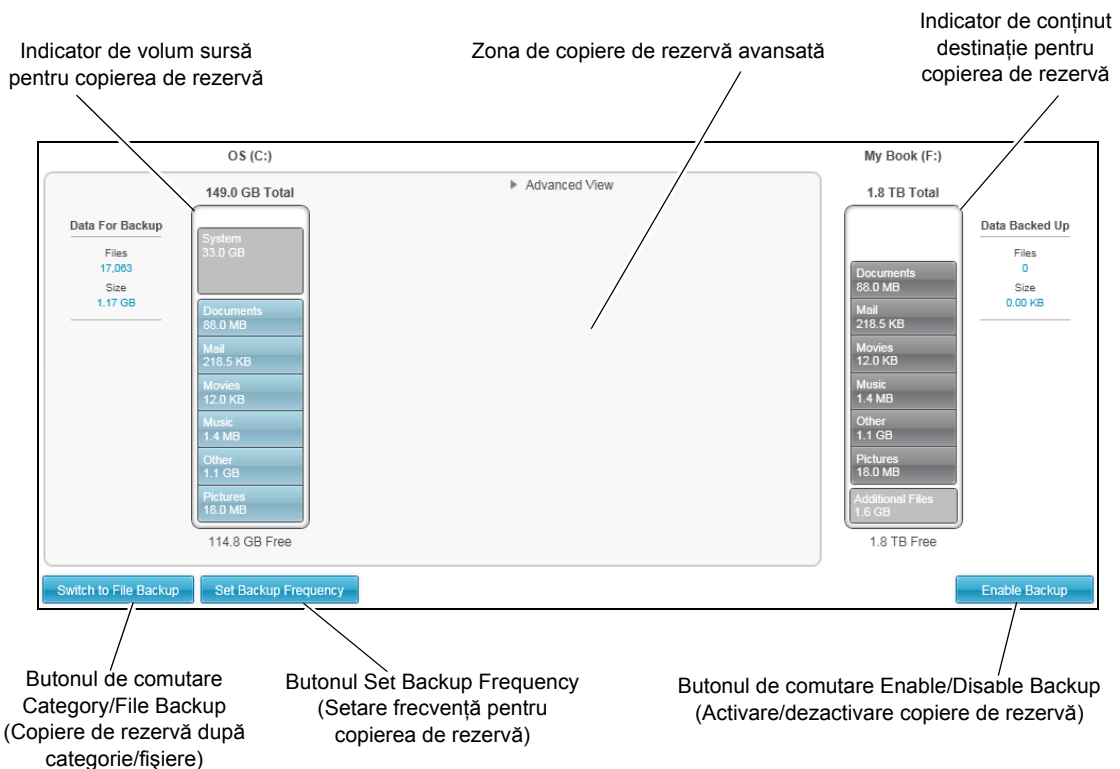 Indicator de volum sursă
pentru copierea de rezervă
Zona de copiere de rezervă avansată
Indicator de conținut
destinație pentru
copierea de rezervă
OS (C:)
My Book (F:)
149.0 GB Total
Advanced View
1.8 TB Total
Data For Backup
Files
17,063
Size
1.17 GB
System
33.0 GB
Documents
88.0 MB
Mail
218.5 KB
Movies
12.0 KB
Music
1.4 MB
Other
1.1 GB
Pictures
18.0 MB
114.8 GB Free
Documents
88.0 MB
Mail
218.5 KB
Movies
12.0 KB
Music
1.4 MB
Other
1.1 GB
Pictures
18.0 MB
Additional Files
1.6 GB
1.8 TB Free
Data Backed Up
Files
0
Size
0.00 KB
Switch to File Backup
Set Backup Frequency
Enable Backup
Butonul de comutare
Category/File Backup
(Copiere de rezervă după
categorie/fişiere)
Butonul Set Backup Frequency
(Setare frecvență pentru
copierea de rezervă)
Butonul de comutare Enable/Disable Backup
(Activare/dezactivare copiere de rezervă)